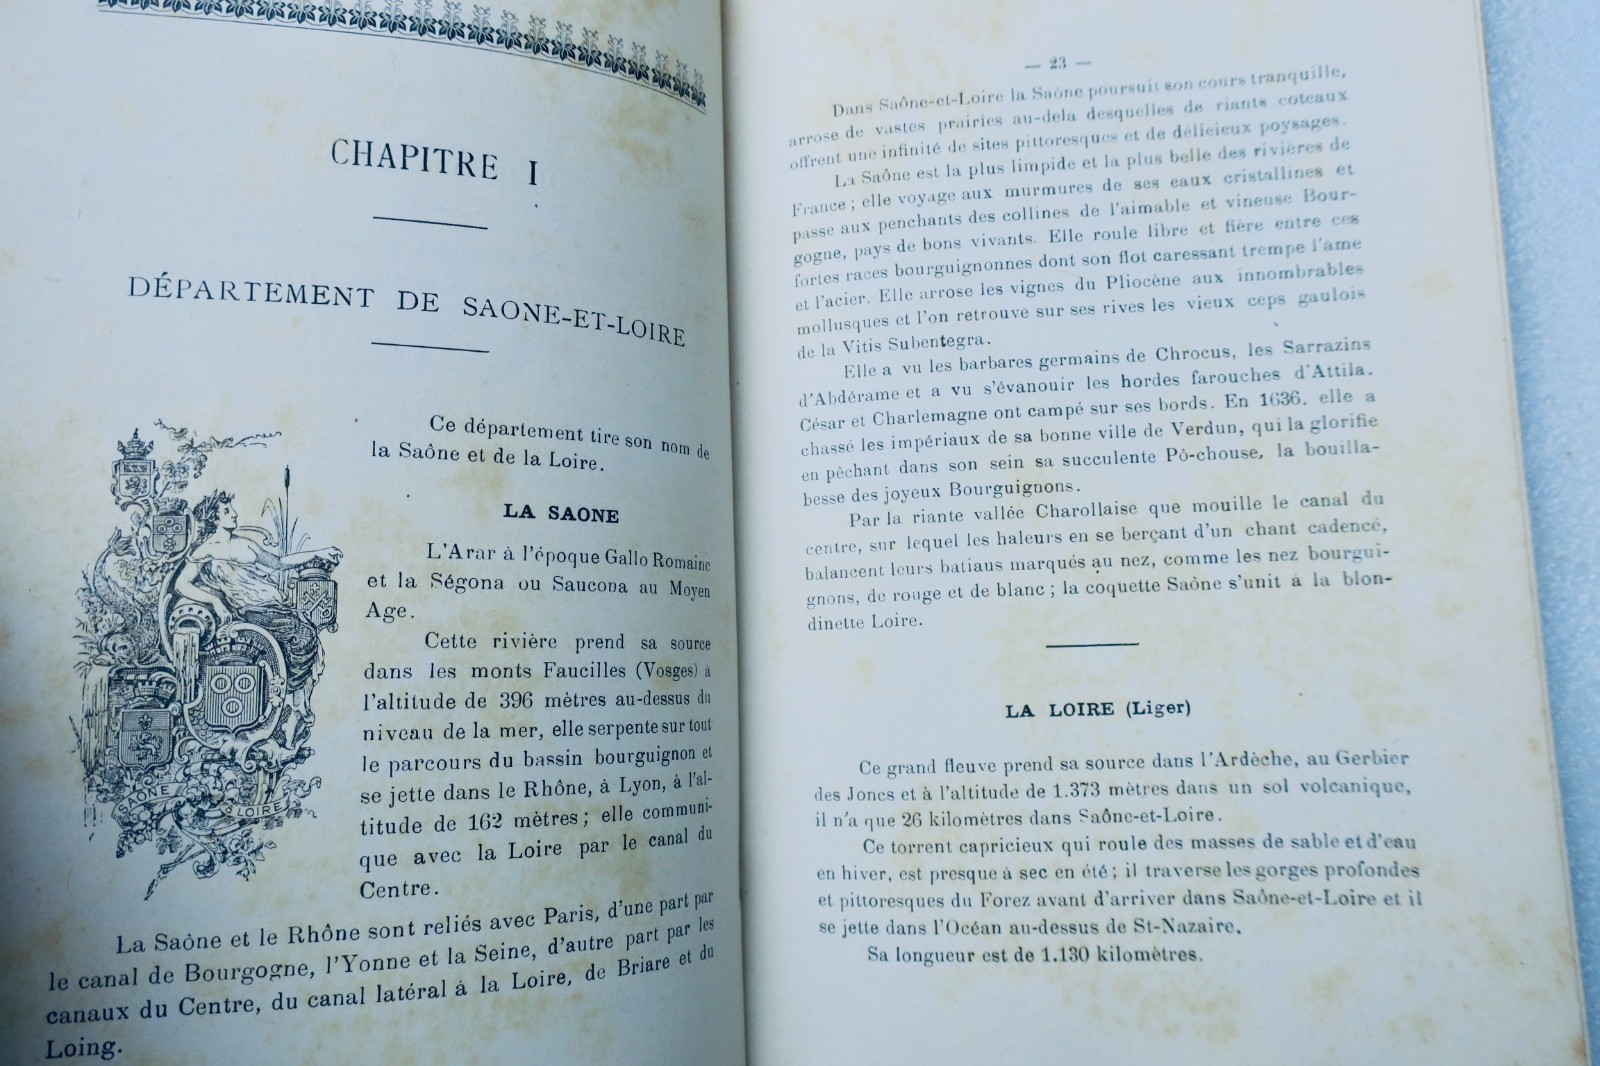 CHAPITRE I
DÉPARTEMENT DE SAONE-ET-LOIRE
Ce département tire son nom de
la Saône et de la Loire.
LA SAONE
L'Arar à l'époque Gallo Romaine
et la Ségona ou Saucona au Moyen
Age.
Cette rivière prend sa source
dans les monts Faucilles (Vosges) à
l'altitude de 396 mètres au-dessus du
niveau de la mer, elle serpente sur tout
le parcours du bassin bourguignon et
se jette dans le Rhône, à Lyon, à l'al-
titude de 162 mètres; elle communi-
que avec la Loire par le canal du
Centre.
SAONE
& LOIRE
La Saône et le Rhône sont reliés avec Paris, d'une part par
le canal de Bourgogne, l'Yonne et la Seine, d'autre part par les
canaux du Centre, du canal latéral à la Loire, de Briare et du
Loing.
— 23 —
Dans Saône-et-Loire la Saône poursuit son cours tranquille,
arrose de vastes prairies au-dela desquelles de riants coteaux
offrent une infinité de sites pittoresques et de délicieux poysages.
La Saône est la plus limpide et la plus belle des rivières de
France; elle voyage aux murmures de ses eaux cristallines et
passe aux penchants des collines de l'aimable et vineuse Bour-
gogne, pays de bons vivants. Elle roule libre et fière entre ces
fortes races bourguignonnes dont son flot caressant trempe l'ame
et l'acier. Elle arrose les vignes du Pliocène aux innombrables
mollusques et l'on retrouve sur ses rives les vieux ceps gaulois
de la Vitis Subentegra.
Elle a vu les barbares germains de Chrocus, les Sarrazins
d'Abdérame et a vu s'évanouir les hordes farouches d'Attila.
César et Charlemagne ont campé sur ses bords. En 1636, elle a
chassé les impériaux de sa bonne ville de Verdun, qui la glorifie
en pêchant dans son sein sa succulente Pô-chouse, la bouilla-
besse des joyeux Bourguignons.
Par la riante vallée Charollaise que mouille le canal du
centre, sur lequel les haleurs en se berçant d'un chant cadencé,
balancent leurs batiaus marqués au nez, comme les nez bourgui-
gnons, de rouge et de blanc; la coquette Saône s'unit à la blon-
dinette Loire.
LA LOIRE (Liger)
Ce grand fleuve prend sa source dans l'Ardèche, au Gerbier
des Joncs et à l'altitude de 1.373 mètres dans un sol volcanique,
il n'a que 26 kilomètres dans Saône-et-Loire.
Ce torrent capricieux qui roule des masses de sable et d'eau
en hiver, est presque à sec en été; il traverse les gorges profondes
et pittoresques du Forez avant d'arriver dans Saône-et-Loire et il
se jette dans l'Océan au-dessus de St-Nazaire.
Sa longueur est de 1.130 kilomètres.